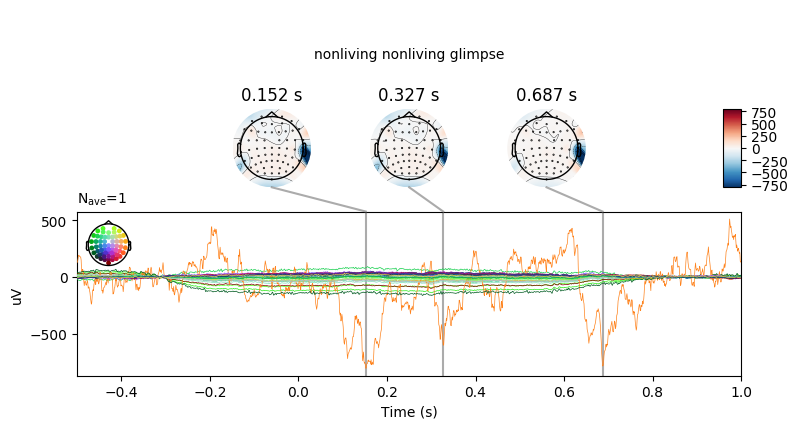 nonliving nonliving glimpse
0.152 s 0.327 s 0.687 s
750
500
250
0
−250
−500
−750
Nave=1
500
0
−500
uV
−0.4 −0.2 0.0 0.2 0.4 0.6 0.8 1.0
Time (s)